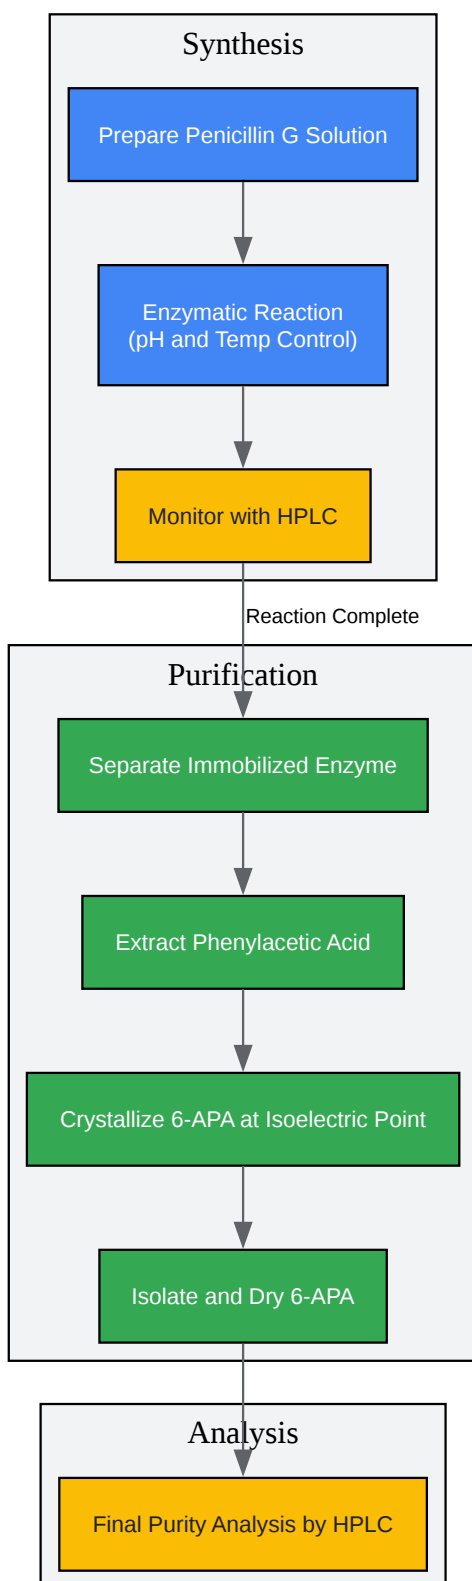 Synthesis
Prepare Penicillin G Solution
Enzymatic Reaction
(pH and Temp Control)
Monitor with HPLC
Reaction Complete
Purification
Separate Immobilized Enzyme
Extract Phenylacetic Acid
Crystallize 6-APA at Isoelectric Point
Isolate and Dry 6-APA
Analysis
Final Purity Analysis by HPLC